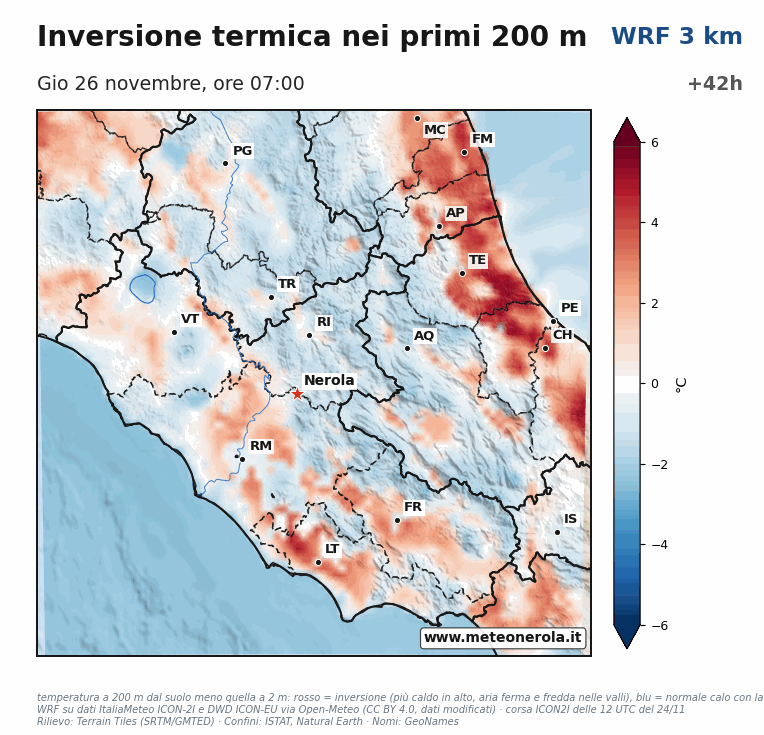 Inversione termica nei primi 200 m WRF 3 km
Gio 26 novembre, ore 07:00 +42h
MC
FM
PG
AP
TE
TR
PE
VT
RI
AQ
CH
Nerola
RM
FR
IS
LT
www.meteonerola.it
6
4
2
0
−2
−4
−6
°C
temperatura a 200 m dal suolo meno quella a 2 m: rosso = inversione (più caldo in alto, aria ferma e fredda nelle valli), blu = normale calo con la
WRF su dati ItaliaMeteo ICON-2I e DWD ICON-EU via Open-Meteo (CC BY 4.0, dati modificati) · corsa ICON2I delle 12 UTC del 24/11
Rilievo: Terrain Tiles (SRTM/GMTED) · Confini: ISTAT, Natural Earth · Nomi: GeoNames